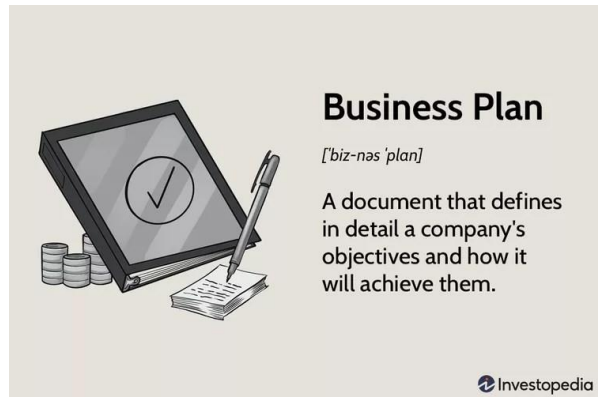 Business Plan
['biz-nəs 'plan]
A document that defines
in detail a company's
objectives and how it
will achieve them.
Investopedia